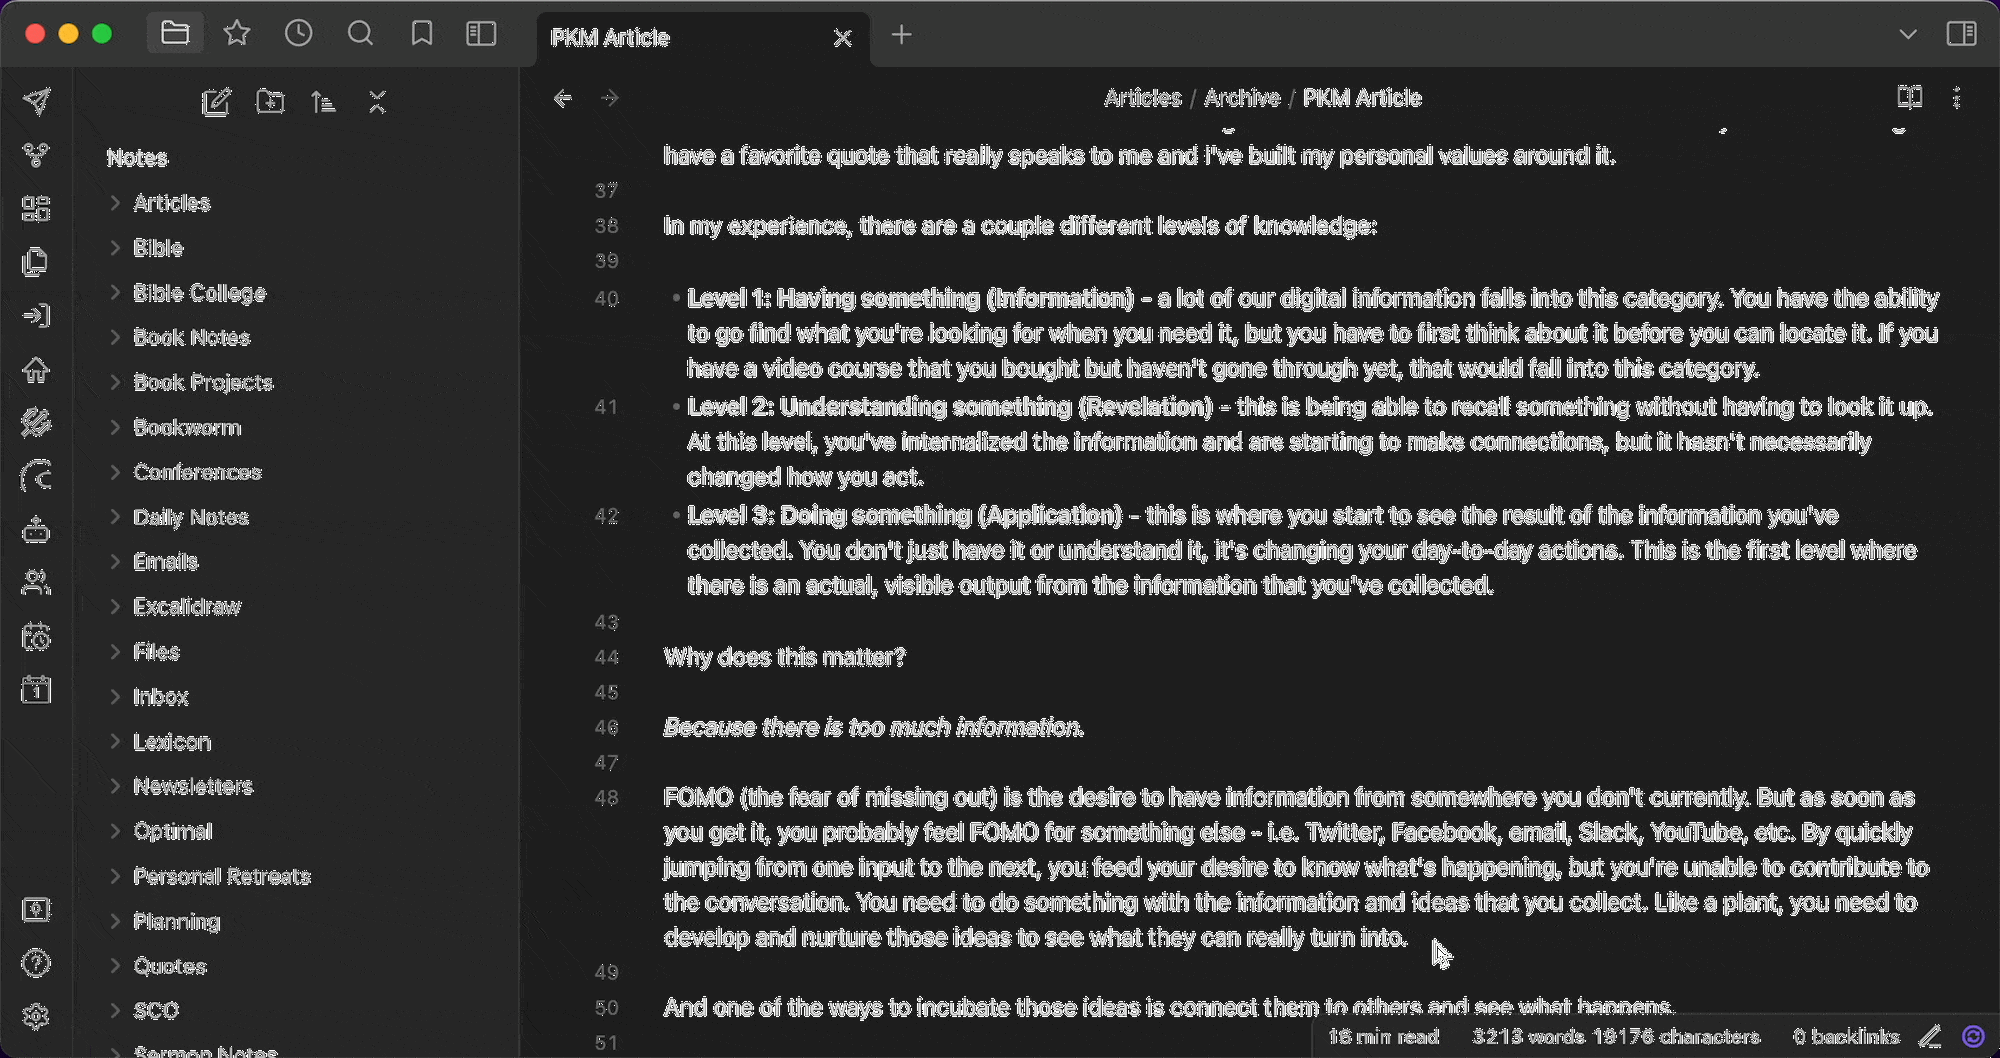 PKM Article
Articles / Archive / PKM Article
Notes
Articles
Bible
Bible College
Book Notes
Book Projects
Bookworm
Conferences
Daily Notes
Emails
Excalidraw
Files
Inbox
Lexicon
Newsletters
Optimal
Personal Retreats
Planning
Quotes
SCO
Sermon Notes
1
have a favorite quote that really speaks to me and I've built my personal values around it.
37
38 In my experience, there are a couple different levels of knowledge:
39
40 • Level 1: Having something (Information) - a lot of our digital information falls into this category. You have the ability
to go find what you're looking for when you need it, but you have to first think about it before you can locate it. If you
have a video course that you bought but haven't gone through yet, that would fall into this category.
41 • Level 2: Understanding something (Revelation) - this is being able to recall something without having to look it up.
At this level, you've internalized the information and are starting to make connections, but it hasn't necessarily
changed how you act.
42 • Level 3: Doing something (Application) - this is where you start to see the result of the information you've
collected. You don't just have it or understand it, it's changing your day-to-day actions. This is the first level where
there is an actual, visible output from the information that you've collected.
43
44 Why does this matter?
45
46 Because there is too much information.
47
48 FOMO (the fear of missing out) is the desire to have information from somewhere you don't currently. But as soon as
you get it, you probably feel FOMO for something else - i.e. Twitter, Facebook, email, Slack, YouTube, etc. By quickly
jumping from one input to the next, you feed your desire to know what's happening, but you're unable to contribute to
the conversation. You need to do something with the information and ideas that you collect. Like a plant, you need to
develop and nurture those ideas to see what they can really turn into.
49
50 And one of the ways to incubate those ideas is connect them to others and see what happens.
51
16 min read 3213 words 19176 characters 0 backlinks